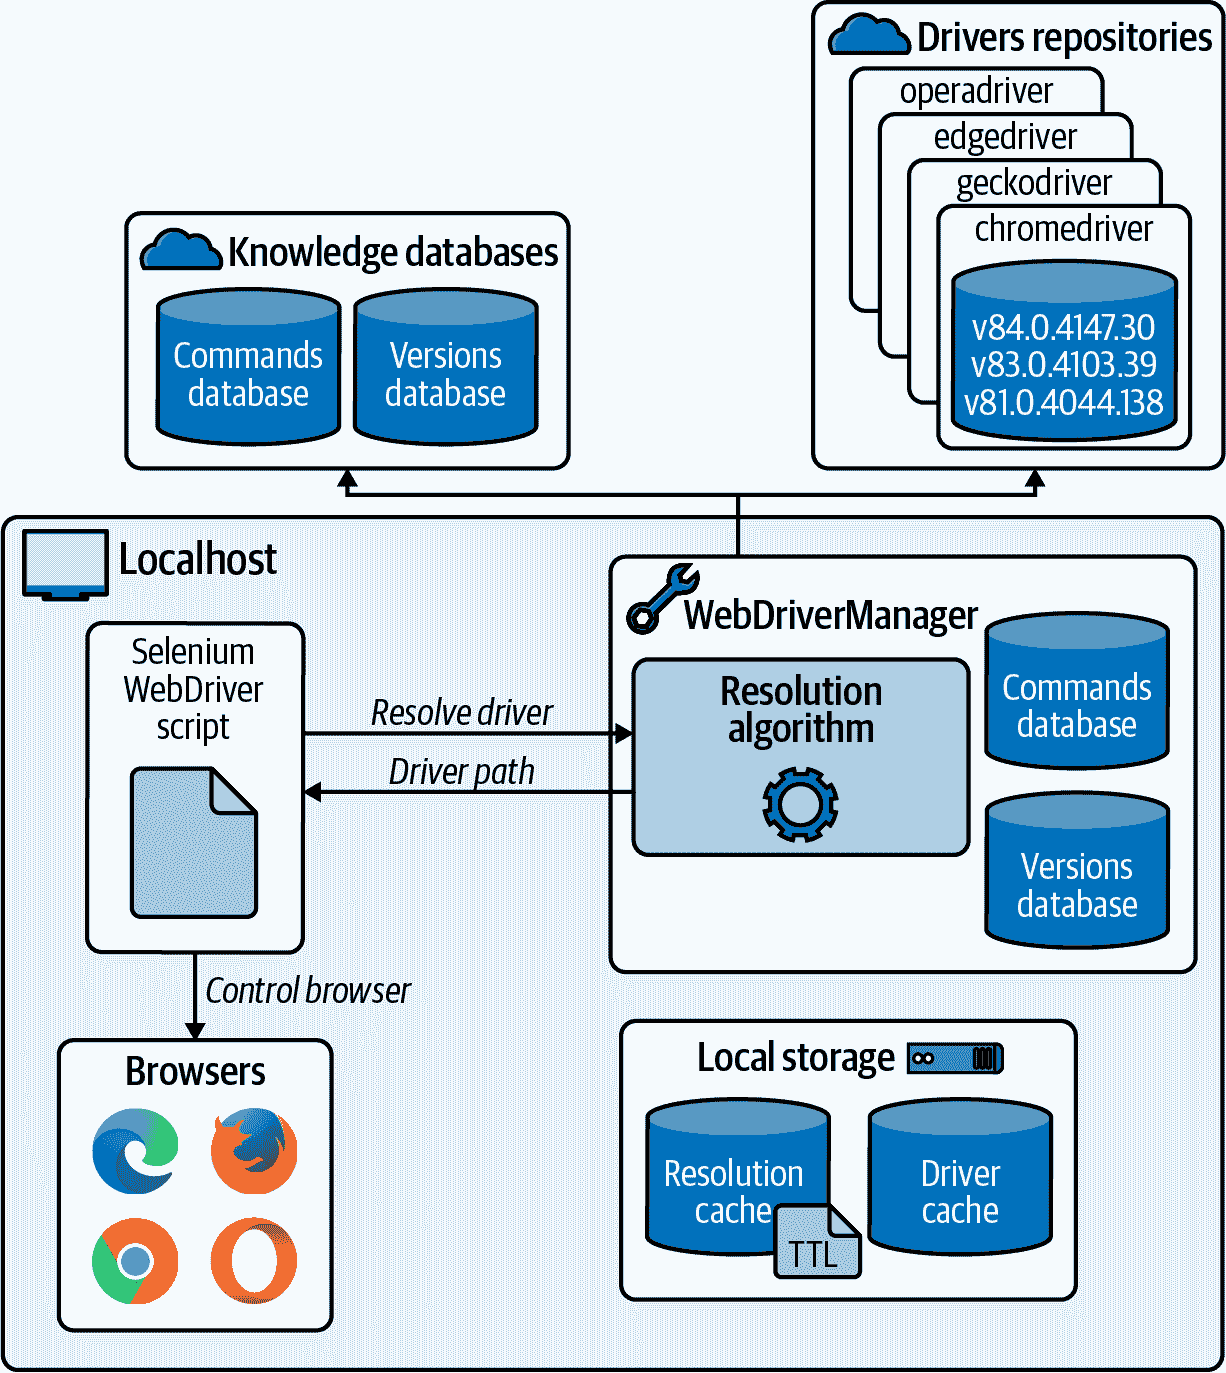 Drivers repositories
operadriver
edgedriver
geckodriver
chromedriver
v84.0.4147.30
v83.0.4103.39
v81.0.4044.138
Knowledge databases
Commands
database
Versions
database
Localhost
Selenium
WebDriver
script
Resolve driver
Driver path
WebDriverManager
Resolution
algorithm
Commands
database
Versions
database
Control browser
Browsers
Local storage
Resolution
cache
TTL
Driver
cache